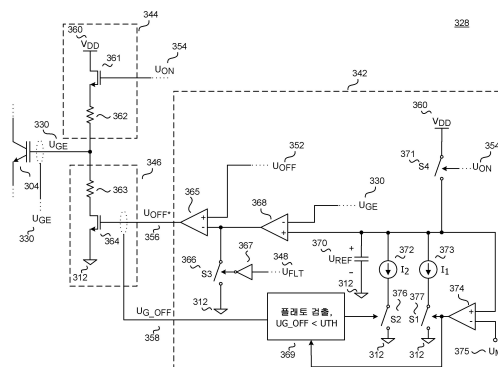 328
344
360
VDD
361
354
UON
342
362
360
VDD
330
UGE
346
352
UOFF
371
S4
354
UON
304
363
330
UGE
UGE
330
365
368
UOFF*
356
364
312
366
S3
367
348
UFLT
370
UREF
372
I2
373
I1
374
312
312
376
S2
377
S1
312
312
375
UG_OFF
358
플래토 검출,
UG_OFF < UTH
369